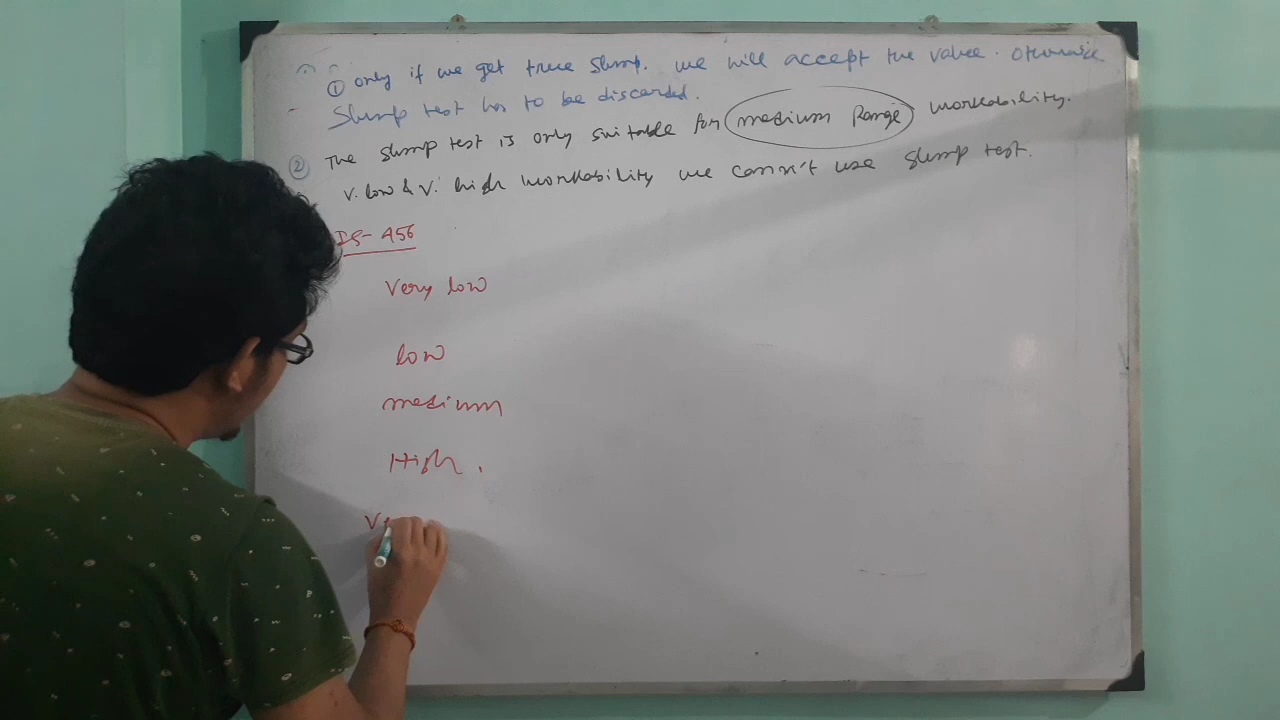 ① only if we get true slump. we will accept the value. otherwise
Slump test has to be discarded.
② The slump test is only suitable for medium Range workability.
V. low & V. high workability we cann't use slump test.
IS-456
Very low
low
medium
High.
Ve